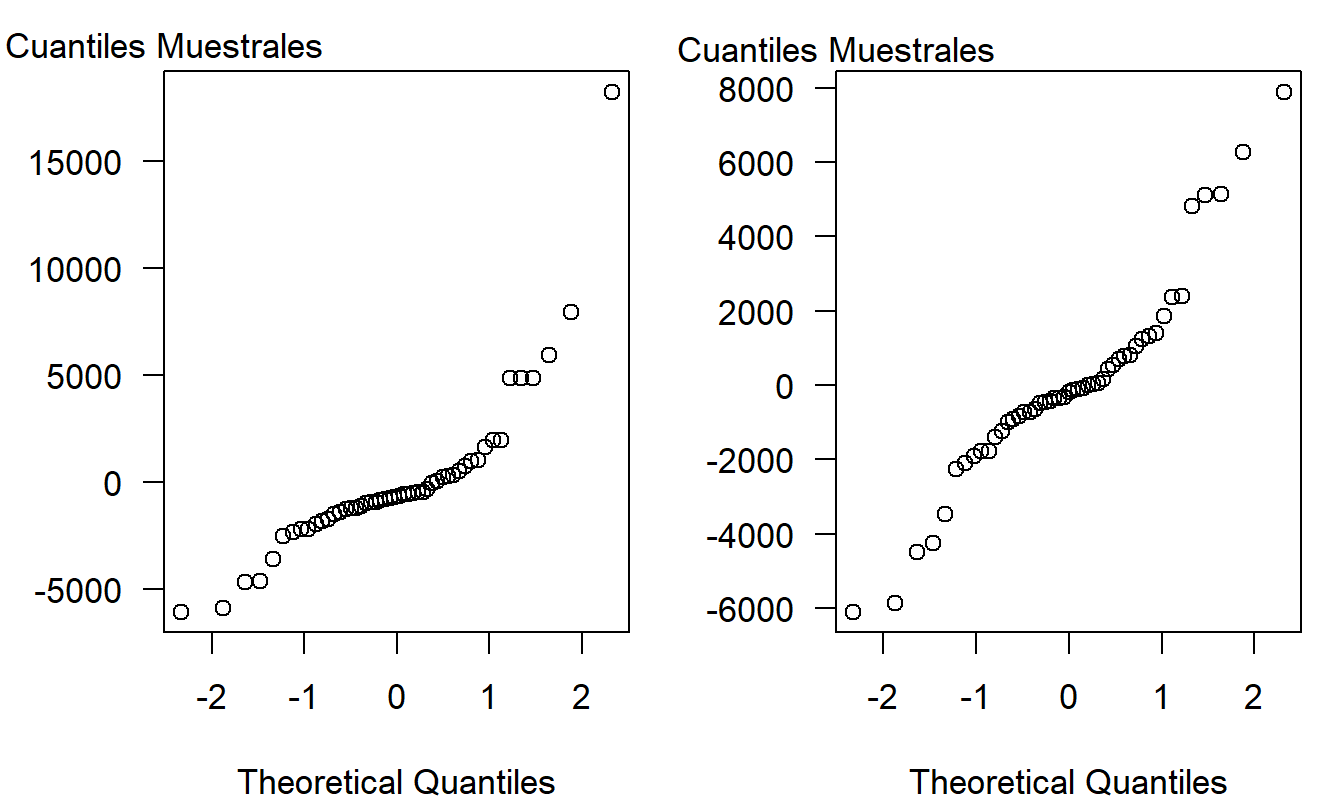 Cuantiles Muestrales
15000
10000
5000
0
-5000
-2 -1 0 1 2
Theoretical Quantiles
Cuantiles Muestrales
8000
6000
4000
2000
0
-2000
-4000
-6000
-2 -1 0 1 2
Theoretical Quantiles